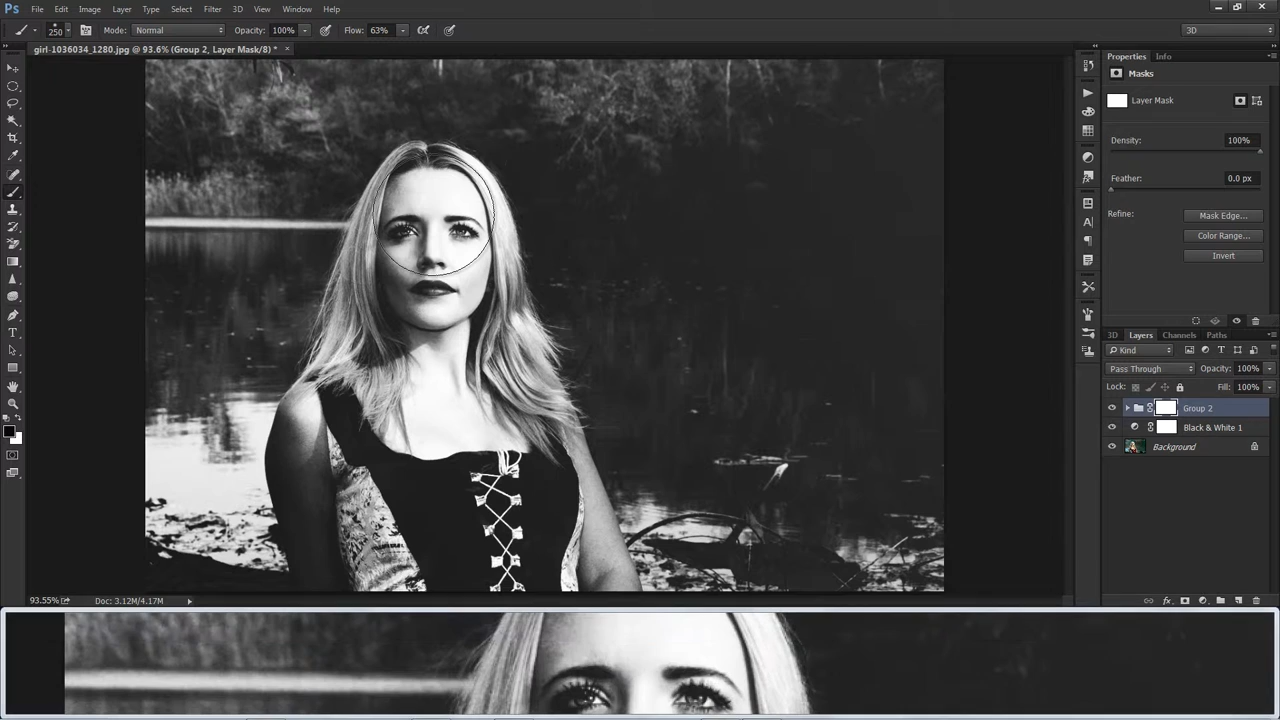 Ps File Edit Image Layer Type Select Filter 3D View Window Help
250 Mode: Normal Opacity: 100% Flow: 63% 3D
girl-1036034_1280.jpg @ 93.6% (Group 2, Layer Mask/8) * ×
Properties Info
Masks
Layer Mask
Density: 100%
Feather: 0.0 px
Refine: Mask Edge...
Color Range...
Invert
3D Layers Channels Paths
Kind
Pass Through Opacity: 100%
Lock: Fill: 100%
Group 2
Black & White 1
Background
93.55% Doc: 3.12M/4.17M